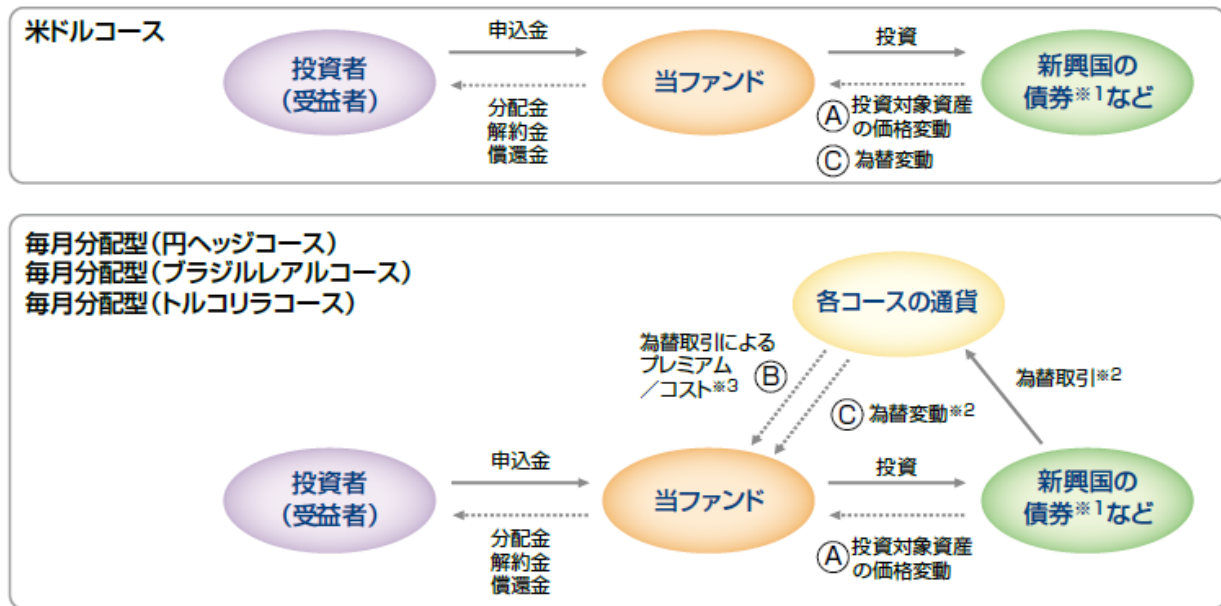 米ドルコース
投資者
(受益者)
申込金
分配金
解約金
償還金
当ファンド
投資
Ⓐ投資対象資産
の価格変動
Ⓒ 為替変動
新興国の
債券※1など
毎月分配型(円ヘッジコース)
毎月分配型(ブラジルレアルコース)
毎月分配型(トルコリラコース)
各コースの通貨
為替取引による
プレミアム
/コスト※3
Ⓑ
Ⓒ 為替変動※2
為替取引※2
投資者
(受益者)
申込金
分配金
解約金
償還金
当ファンド
投資
Ⓐ投資対象資産
の価格変動
新興国の
債券※1など